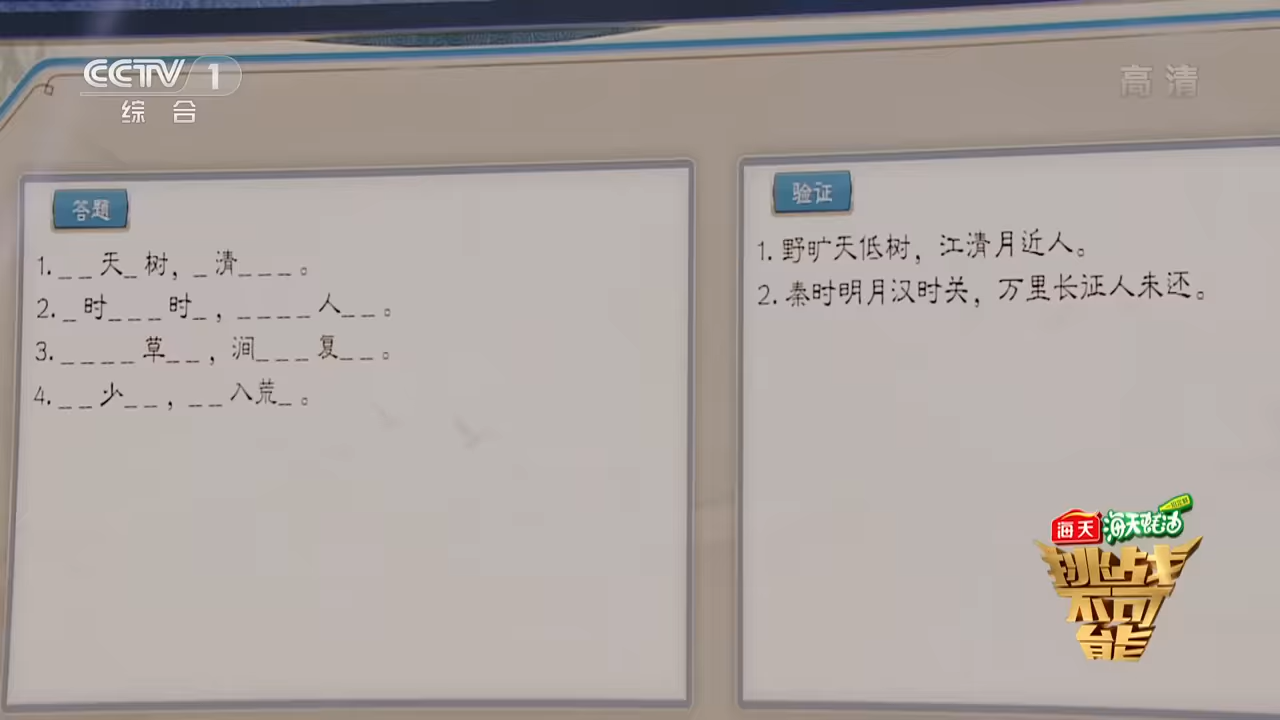 CCTV 1
综合
高清
答题
1. _ _ 天 _ 树，_ 清 _ _ _ 。
2. _ 时 _ _ _ 时 _ ，_ _ _ _ 人 _ _ 。
3. _ _ _ _ 草 _ _ ，涧 _ _ _ 复 _ _ 。
4. _ _ 少 _ _ ，_ _ 入荒 _ 。
验证
1. 野旷天低树，江清月近人。
2. 秦时明月汉时关，万里长征人未还。
海天 海天蚝油
挑战
不可
能